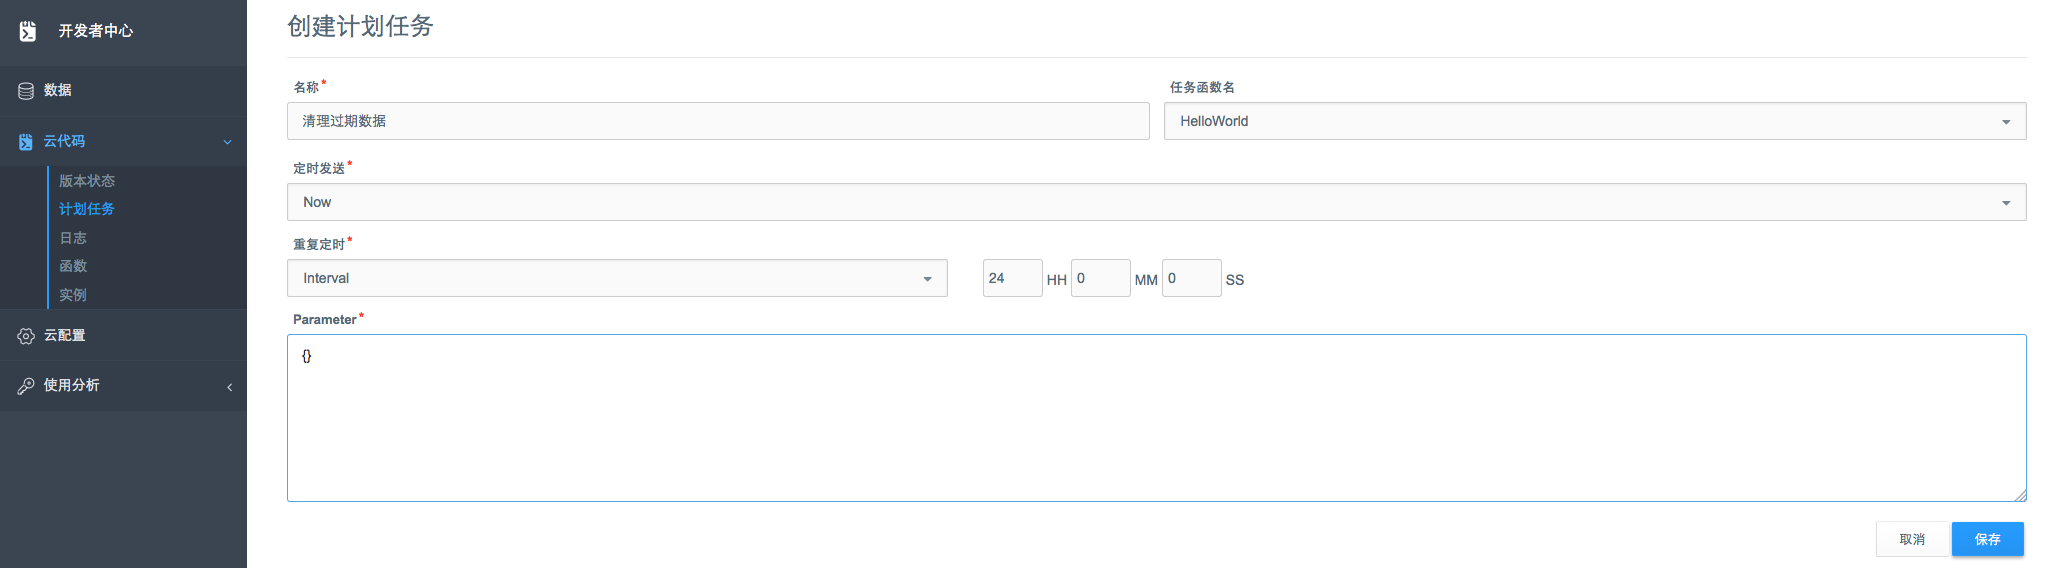 开发者中心
数据
云代码
版本状态
计划任务
日志
函数
实例
云配置
使用分析
创建计划任务
名称*
任务函数名
清理过期数据
HelloWorld
定时发送*
Now
重复定时*
Interval
24 HH 0 MM 0 SS
Parameter*
{}
取消
保存